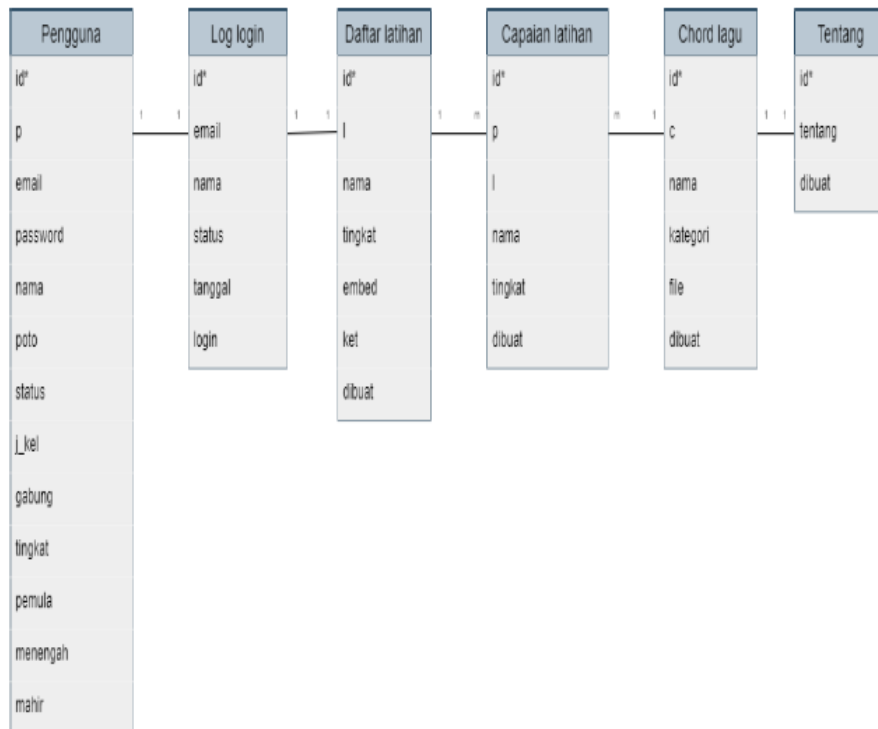 Pengguna
id*
p
email
password
nama
poto
status
j_kel
gabung
tingkat
pemula
menengah
mahir
1 1
Log login
id*
email
nama
status
tanggal
login
1 1
Daftar latihan
id*
l
nama
tingkat
embed
ket
dibuat
1 m
Capaian latihan
id*
p
l
nama
tingkat
dibuat
m 1
Chord lagu
id*
c
nama
kategori
file
dibuat
1 1
Tentang
id*
tentang
dibuat